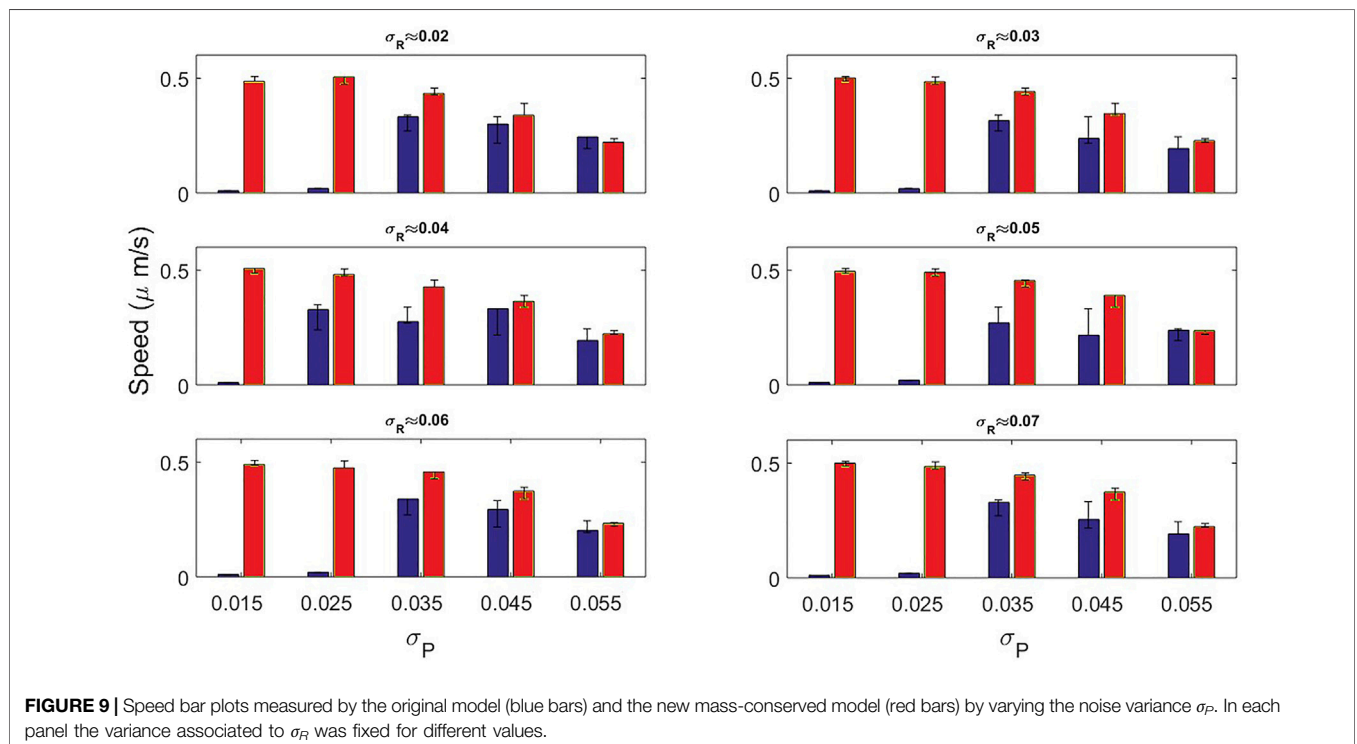 σR≈0.02
σR≈0.03
0.5
0
0.5
0
σR≈0.04
σR≈0.05
Speed (μ m/s)
0.5
0
0.5
0
σR≈0.06
σR≈0.07
0.5
0
0.5
0
0.015 0.025 0.035 0.045 0.055
0.015 0.025 0.035 0.045 0.055
σP
σP
FIGURE 9 | Speed bar plots measured by the original model (blue bars) and the new mass-conserved model (red bars) by varying the noise variance σP. In each
panel the variance associated to σR was fixed for different values.